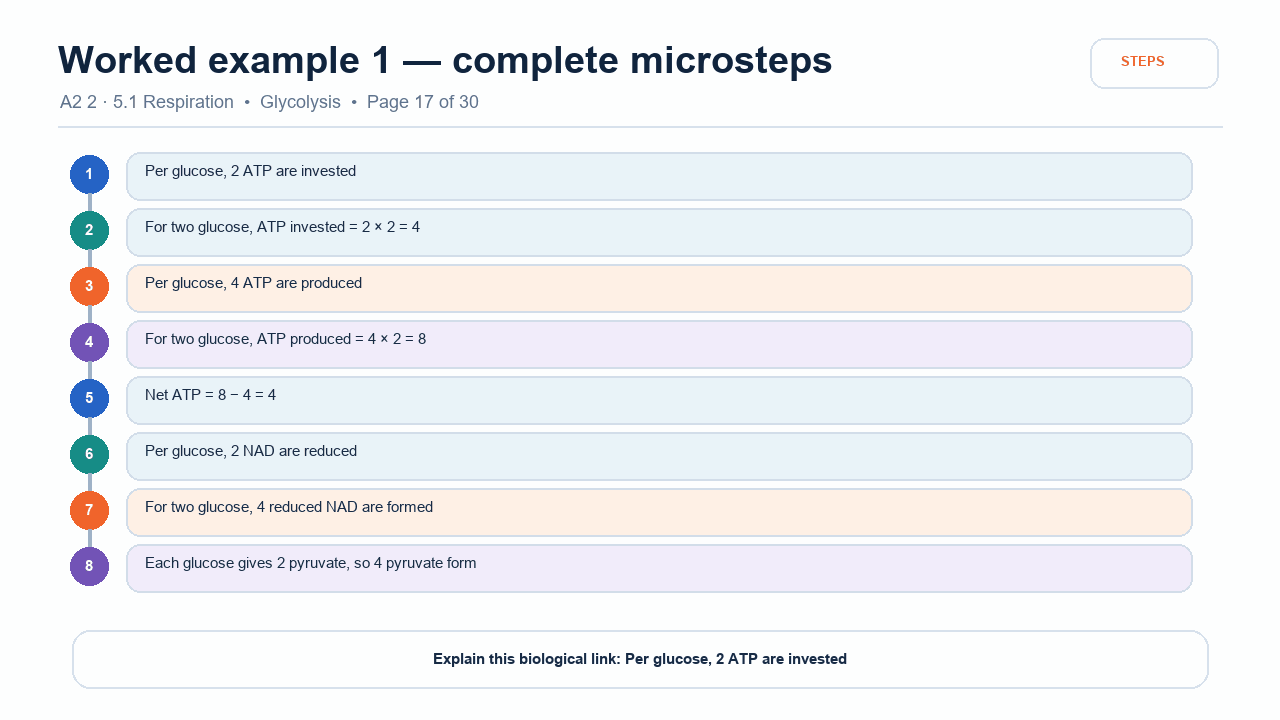 Worked example 1 — complete microsteps
STEPS
A2 2 · 5.1 Respiration • Glycolysis • Page 17 of 30
1 Per glucose, 2 ATP are invested
2 For two glucose, ATP invested = 2 × 2 = 4
3 Per glucose, 4 ATP are produced
4 For two glucose, ATP produced = 4 × 2 = 8
5 Net ATP = 8 − 4 = 4
6 Per glucose, 2 NAD are reduced
7 For two glucose, 4 reduced NAD are formed
8 Each glucose gives 2 pyruvate, so 4 pyruvate form
Explain this biological link: Per glucose, 2 ATP are invested